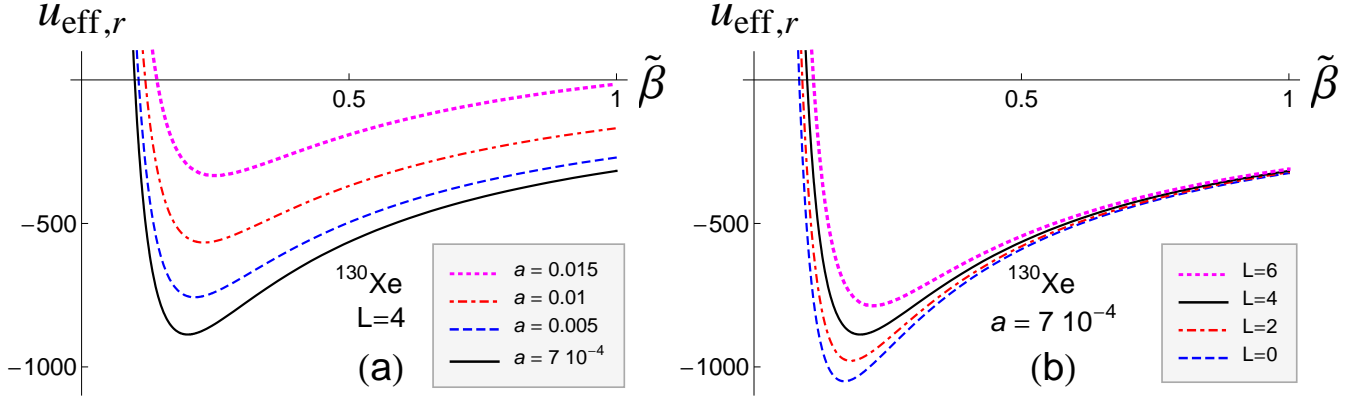 u_eff,r
0.5
1
β̃
−500
−1000
¹³⁰Xe
L=4
(a)
a = 0.015
a = 0.01
a = 0.005
a = 7 10⁻⁴
u_eff,r
0.5
1
β̃
−500
−1000
¹³⁰Xe
a = 7 10⁻⁴
(b)
L=6
L=4
L=2
L=0